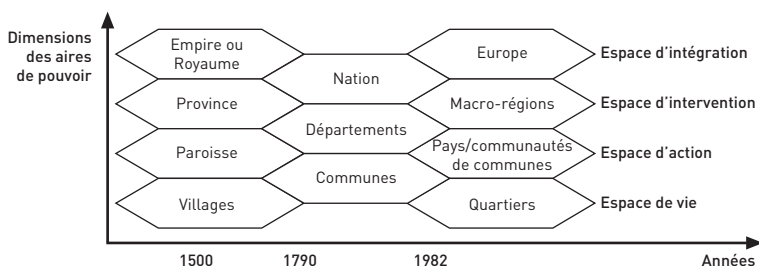 Dimensions
des aires
de pouvoir
Empire ou
Royaume
Europe
Espace d'intégration
Nation
Province
Macro-régions
Espace d'intervention
Départements
Paroisse
Pays/communautés
de communes
Espace d'action
Communes
Villages
Quartiers
Espace de vie
1500
1790
1982
Années